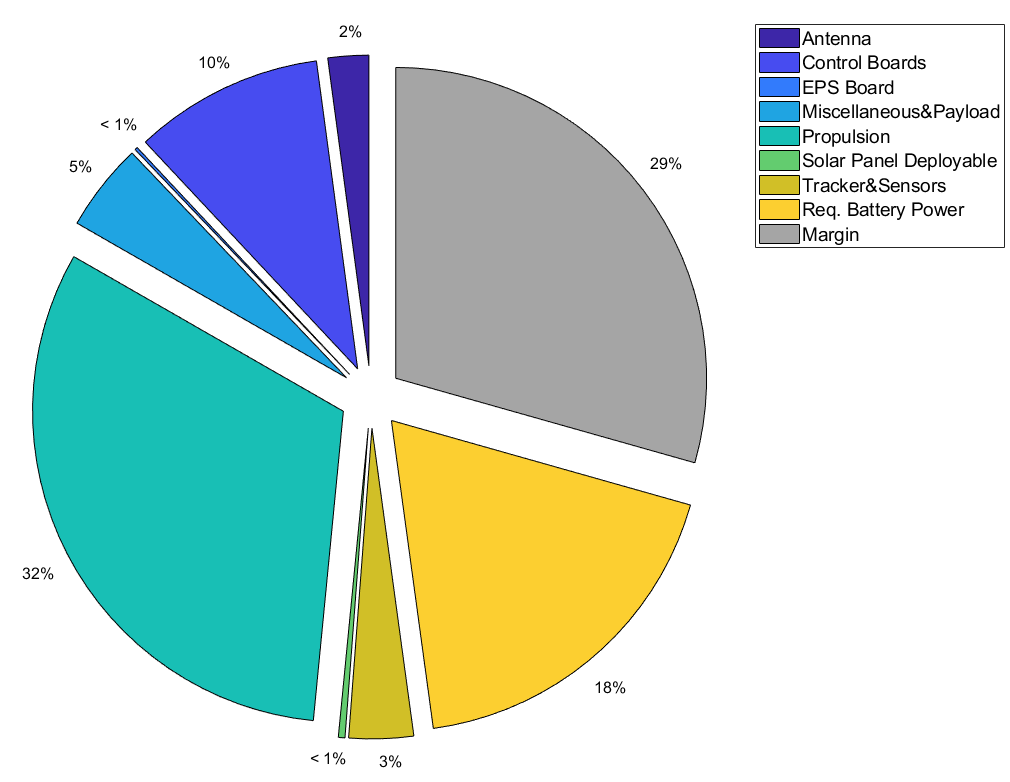 2%
10%
< 1%
5%
29%
32%
18%
< 1%
3%
Antenna
Control Boards
EPS Board
Miscellaneous&Payload
Propulsion
Solar Panel Deployable
Tracker&Sensors
Req. Battery Power
Margin